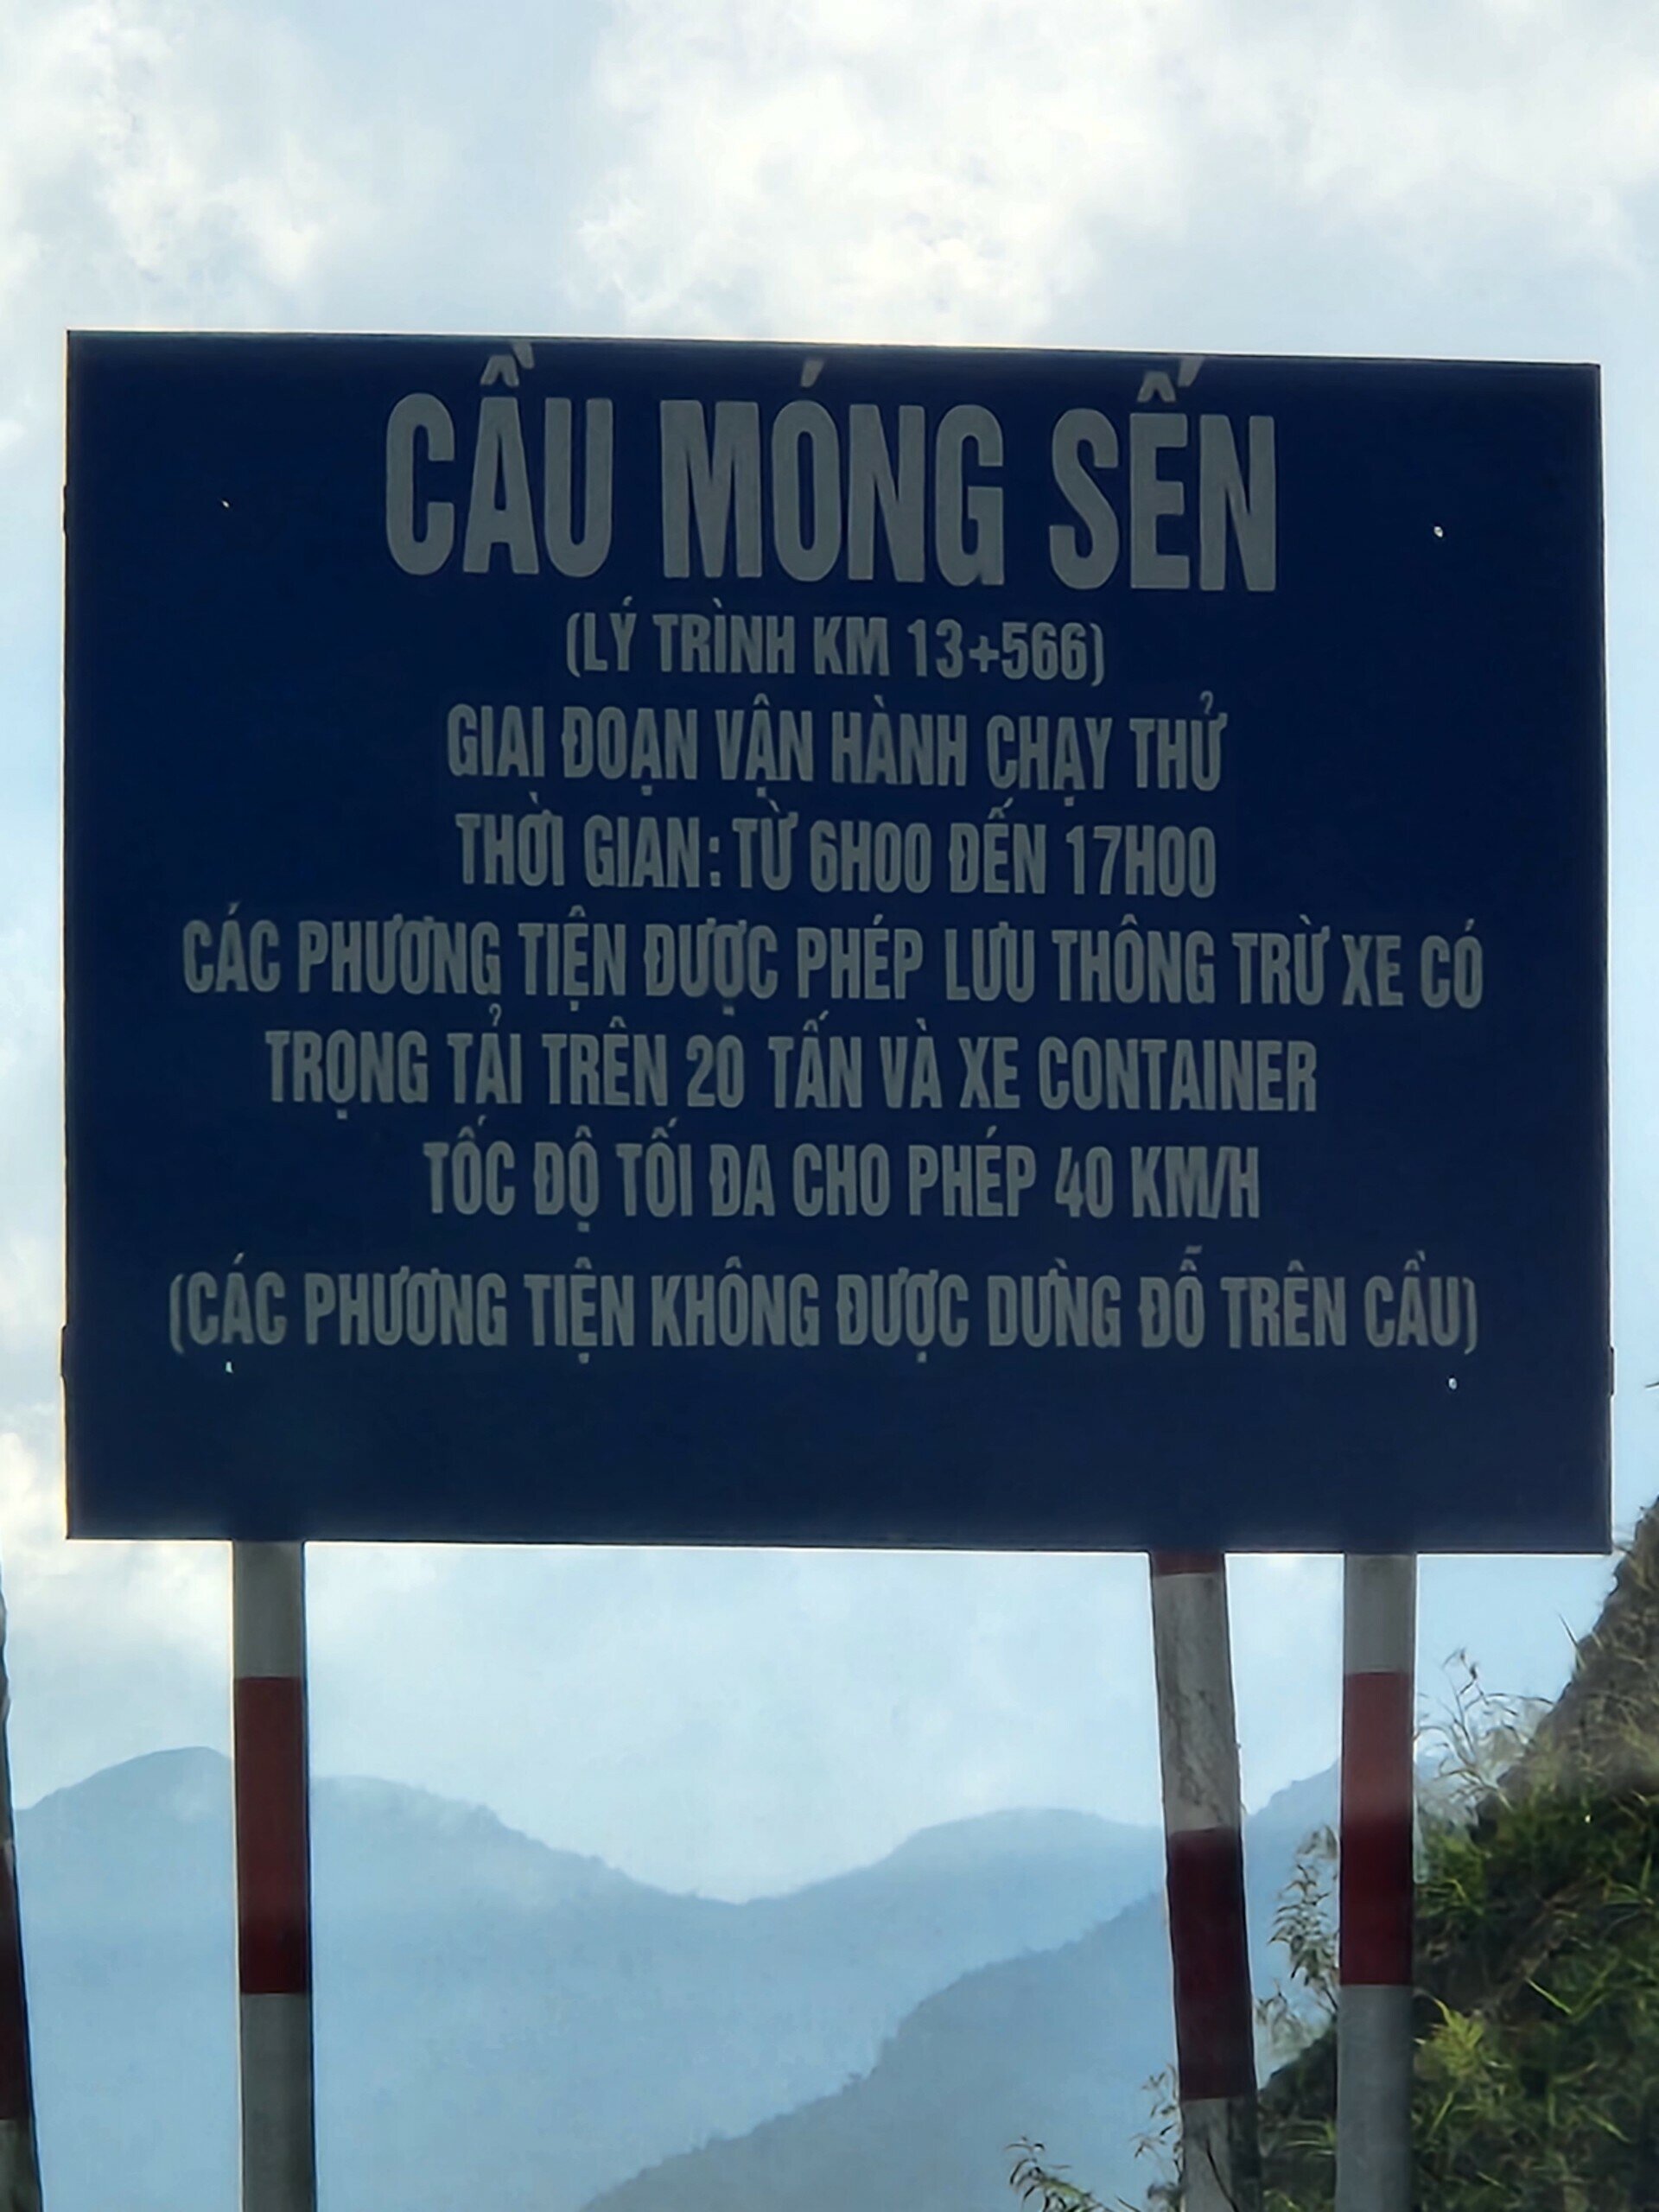 CẦU MÓNG SẾN
(LÝ TRÌNH KM 13+566)
GIAI ĐOẠN VẬN HÀNH CHẠY THỬ
THỜI GIAN: TỪ 6H00 ĐẾN 17H00
CÁC PHƯƠNG TIỆN ĐƯỢC PHÉP LƯU THÔNG TRỪ XE CÓ
TRỌNG TẢI TRÊN 20 TẤN VÀ XE CONTAINER
TỐC ĐỘ TỐI ĐA CHO PHÉP 40 KM/H
(CÁC PHƯƠNG TIỆN KHÔNG ĐƯỢC DỪNG ĐỖ TRÊN CẦU)